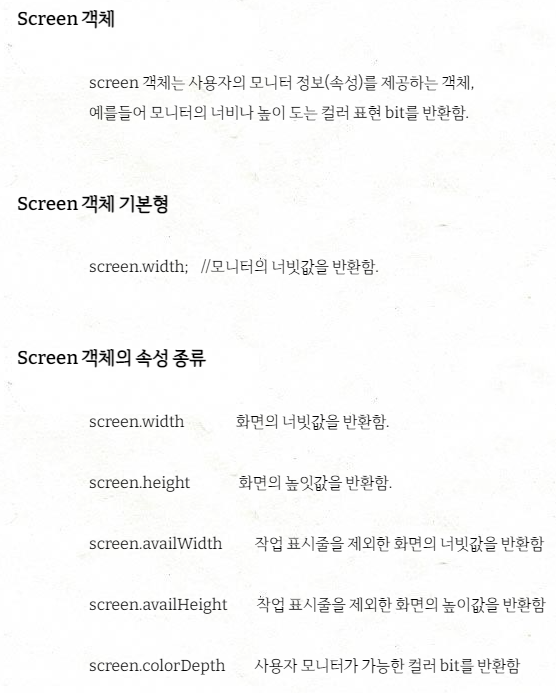 Screen 객체
screen 객체는 사용자의 모니터 정보(속성)를 제공하는 객체,
예를들어 모니터의 너비나 높이 도는 컬러 표현 bit를 반환함.
Screen 객체 기본형
screen.width; //모니터의 너빗값을 반환함.
Screen 객체의 속성 종류
screen.width 화면의 너빗값을 반환함.
screen.height 화면의 높잇값을 반환함.
screen.availWidth 작업 표시줄을 제외한 화면의 너빗값을 반환함
screen.availHeight 작업 표시줄을 제외한 화면의 높이값을 반환함
screen.colorDepth 사용자 모니터가 가능한 컬러 bit를 반환함